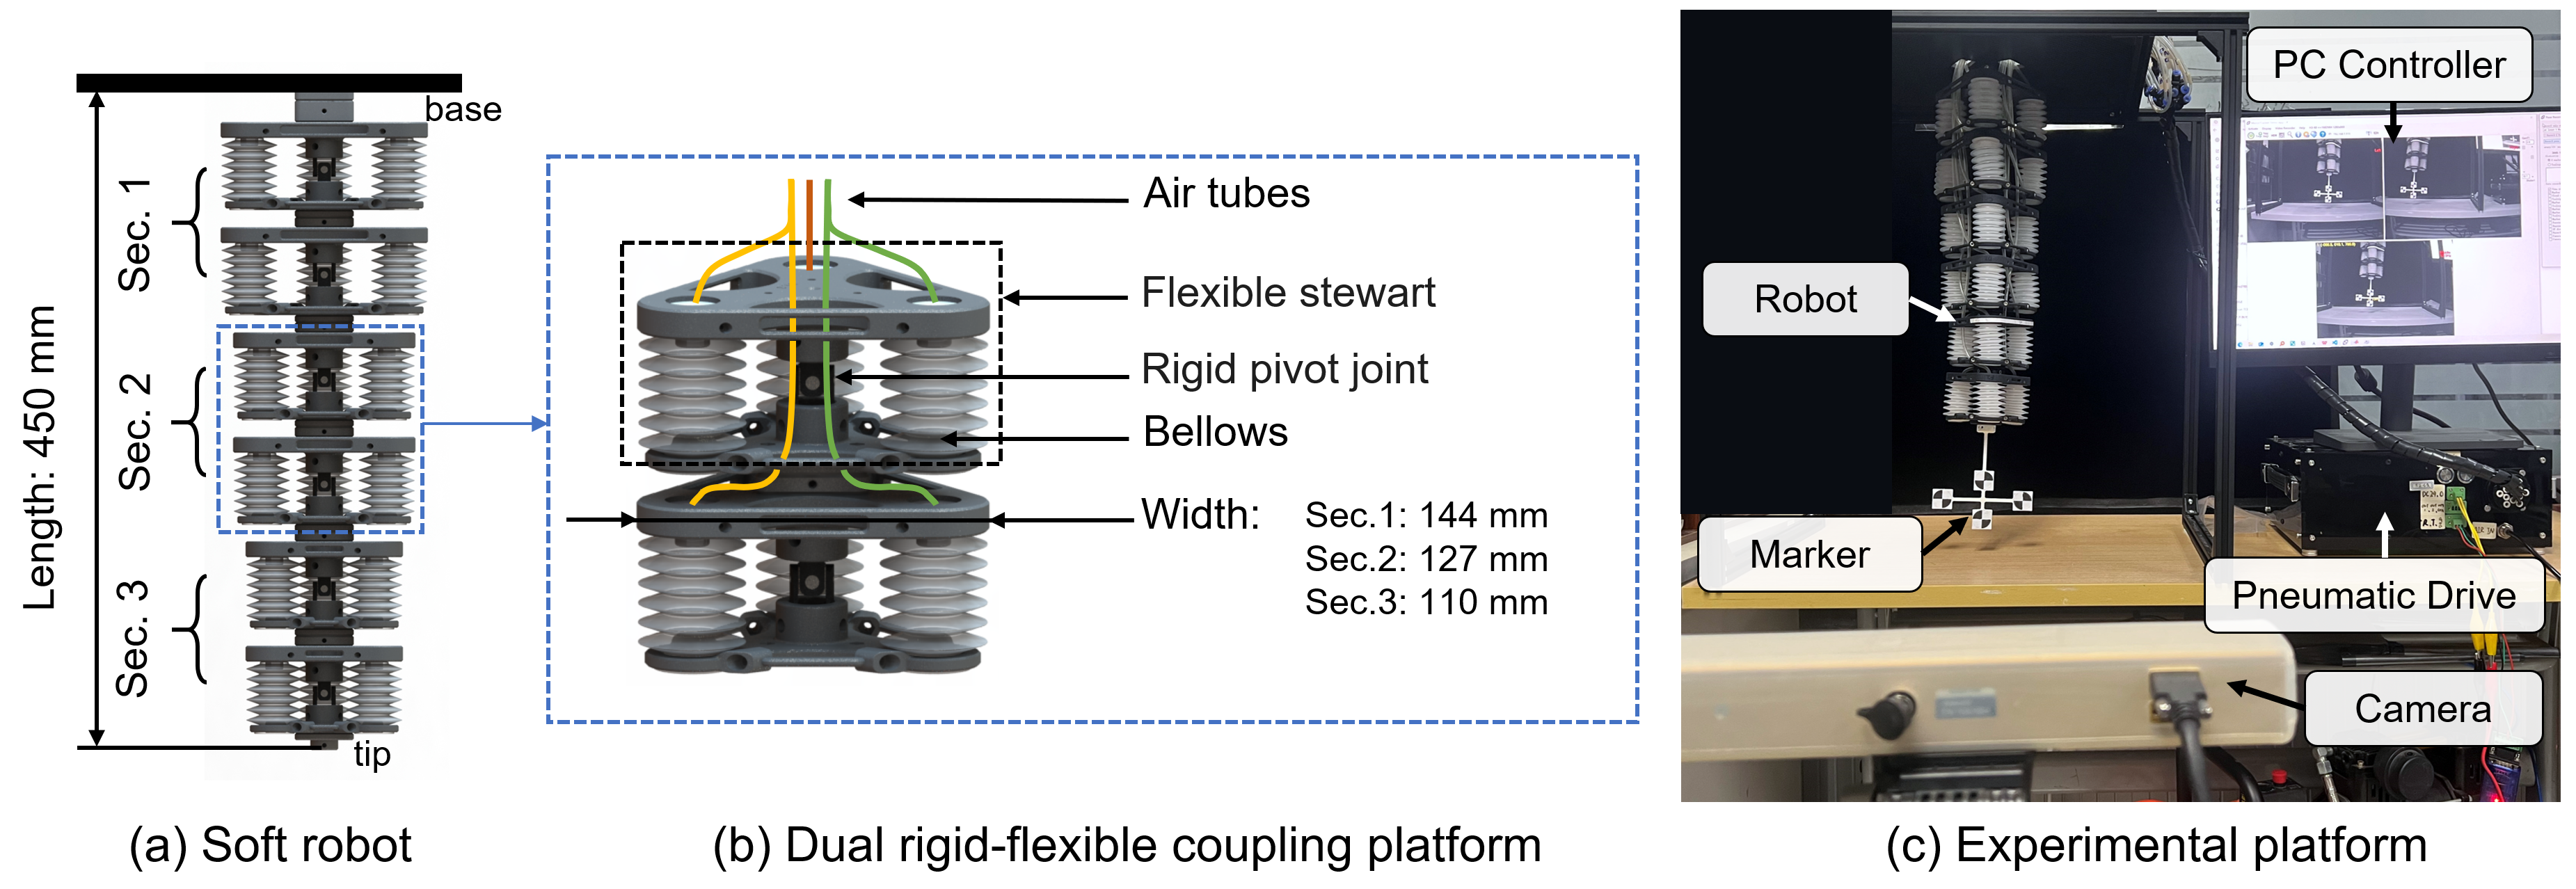 base
Sec. 1
Sec. 2
Sec. 3
Length: 450 mm
tip
(a) Soft robot
Air tubes
Flexible stewart
Rigid pivot joint
Bellows
Width:
Sec.1: 144 mm
Sec.2: 127 mm
Sec.3: 110 mm
(b) Dual rigid-flexible coupling platform
PC Controller
Robot
Marker
Pneumatic Drive
Camera
(c) Experimental platform